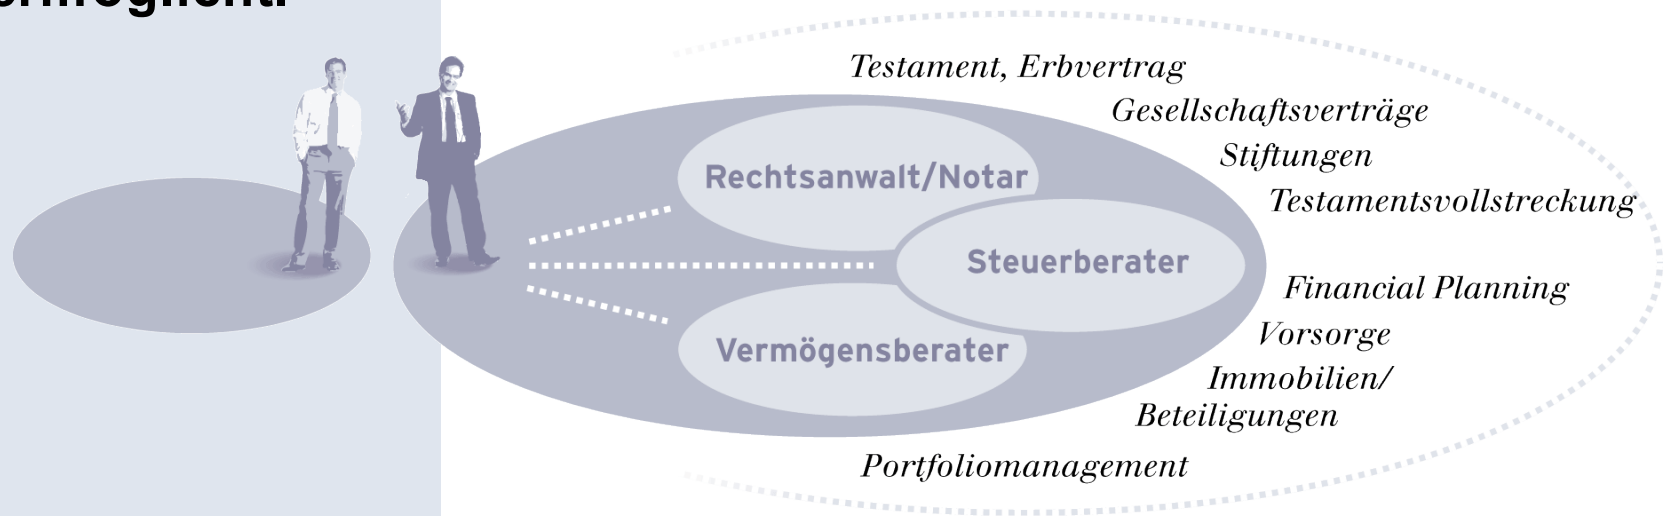 Testament, Erbvertrag
Gesellschaftsverträge
Stiftungen
Testamentsvollstreckung
Rechtsanwalt/Notar
Steuerberater
Vermögensberater
Financial Planning
Vorsorge
Immobilien/
Beteiligungen
Portfoliomanagement